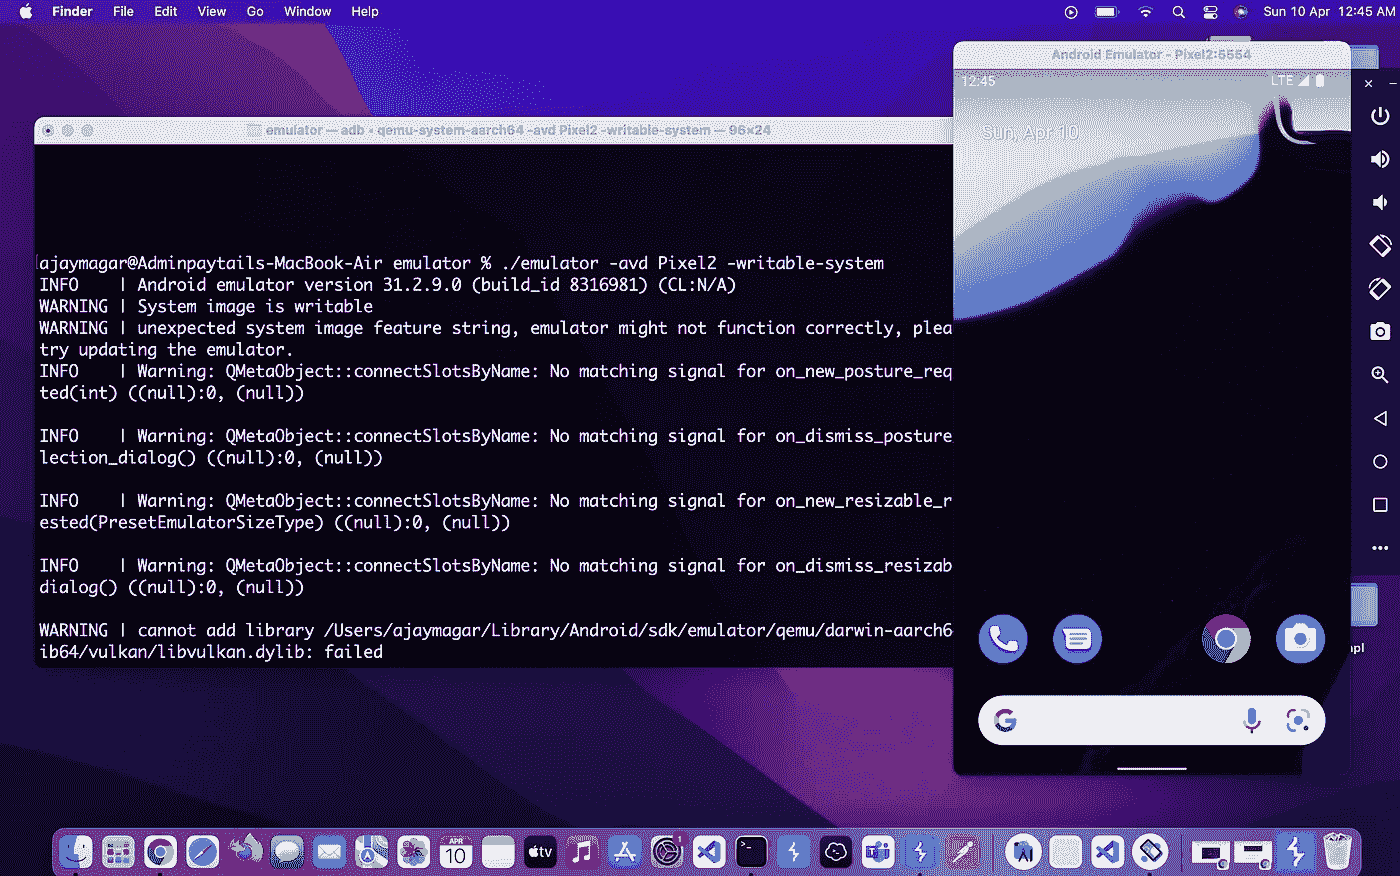 Finder File Edit View Go Window Help Sun 10 Apr 12:45 AM
Android Emulator - Pixel2:5554
12:45 LTE
Sun, Apr 10
emulator — adb • qemu-system-aarch64 -avd Pixel2 -writable-system — 96×24
ajaymagar@Adminpaytails-MacBook-Air emulator % ./emulator -avd Pixel2 -writable-system
INFO | Android emulator version 31.2.9.0 (build_id 8316981) (CL:N/A)
WARNING | System image is writable
WARNING | unexpected system image feature string, emulator might not function correctly, plea
try updating the emulator.
INFO | Warning: QMetaObject::connectSlotsByName: No matching signal for on_new_posture_req
ted(int) ((null):0, (null))
INFO | Warning: QMetaObject::connectSlotsByName: No matching signal for on_dismiss_posture_
lection_dialog() ((null):0, (null))
INFO | Warning: QMetaObject::connectSlotsByName: No matching signal for on_new_resizable_r
ested(PresetEmulatorSizeType) ((null):0, (null))
INFO | Warning: QMetaObject::connectSlotsByName: No matching signal for on_dismiss_resizab
dialog() ((null):0, (null))
WARNING | cannot add library /Users/ajaymagar/Library/Android/sdk/emulator/qemu/darwin-aarch6
ib64/vulkan/libvulkan.dylib: failed
apl
APR
10
tv
1